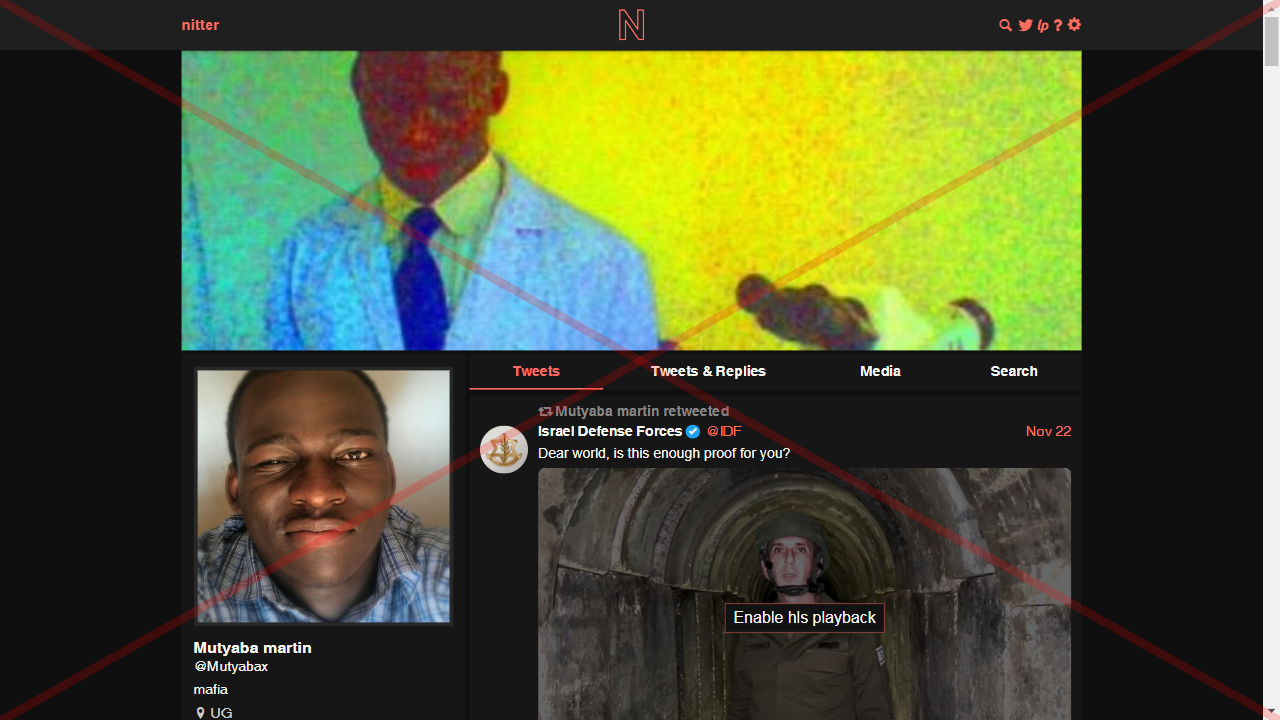 nitter
N
lp ?
Tweets
Tweets & Replies
Media
Search
Mutyaba martin retweeted
Israel Defense Forces @IDF
Nov 22
Dear world, is this enough proof for you?
Enable hls playback
Mutyaba martin
@Mutyabax
mafia
UG